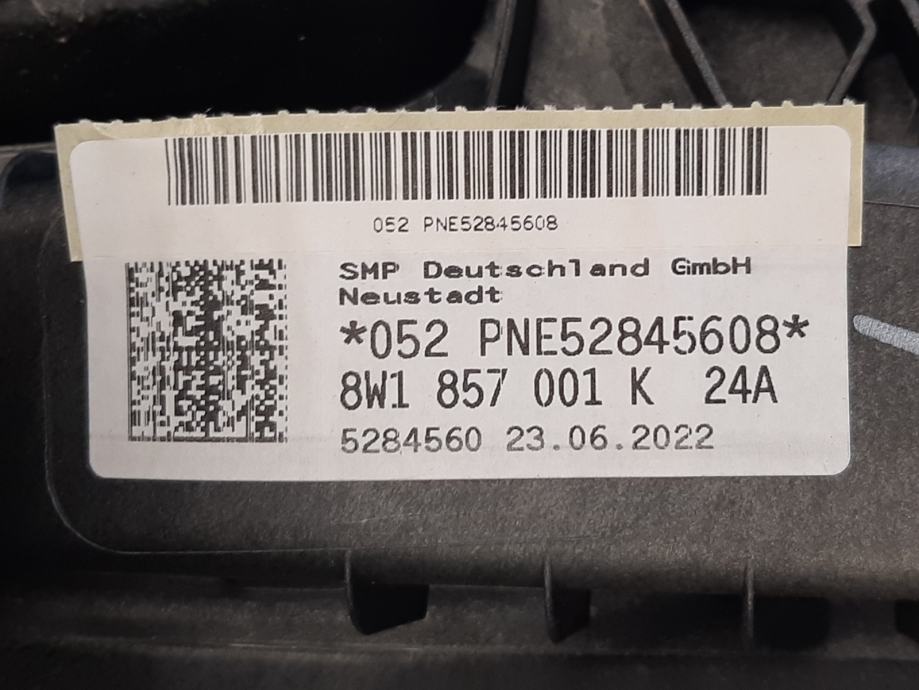 052 PNE52845608
SMP Deutschland GmbH
Neustadt
*052 PNE52845608*
8W1 857 001 K 24A
5284560 23.06.2022